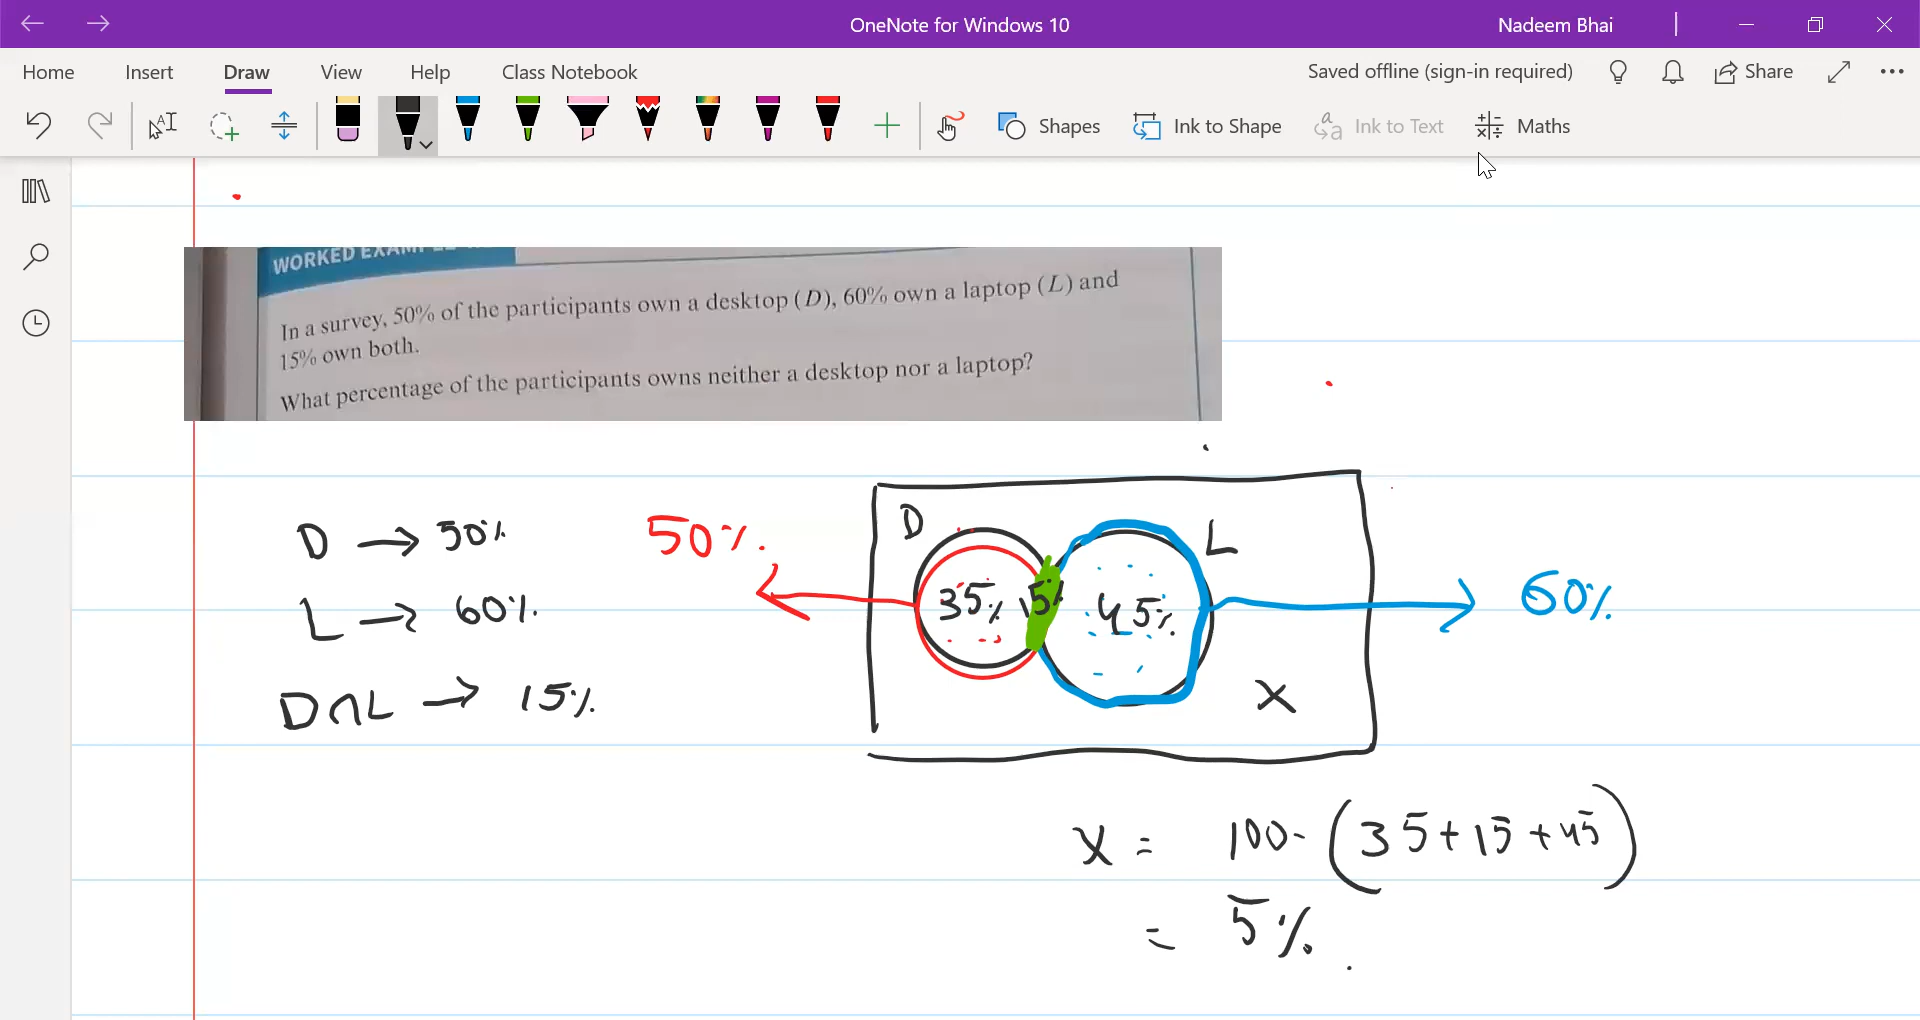 OneNote for Windows 10
Nadeem Bhai
Home Insert Draw View Help Class Notebook
Saved offline (sign-in required) Share
Shapes Ink to Shape Ink to Text Maths
WORKED EXAMPLE
In a survey, 50% of the participants own a desktop (D), 60% own a laptop (L) and
15% own both.
What percentage of the participants owns neither a desktop nor a laptop?
D → 50%
L → 60%
D∩L → 15%
50%
D
L
35% 15% 45%
60%
X
X = 100- (35+15+45)
= 5%